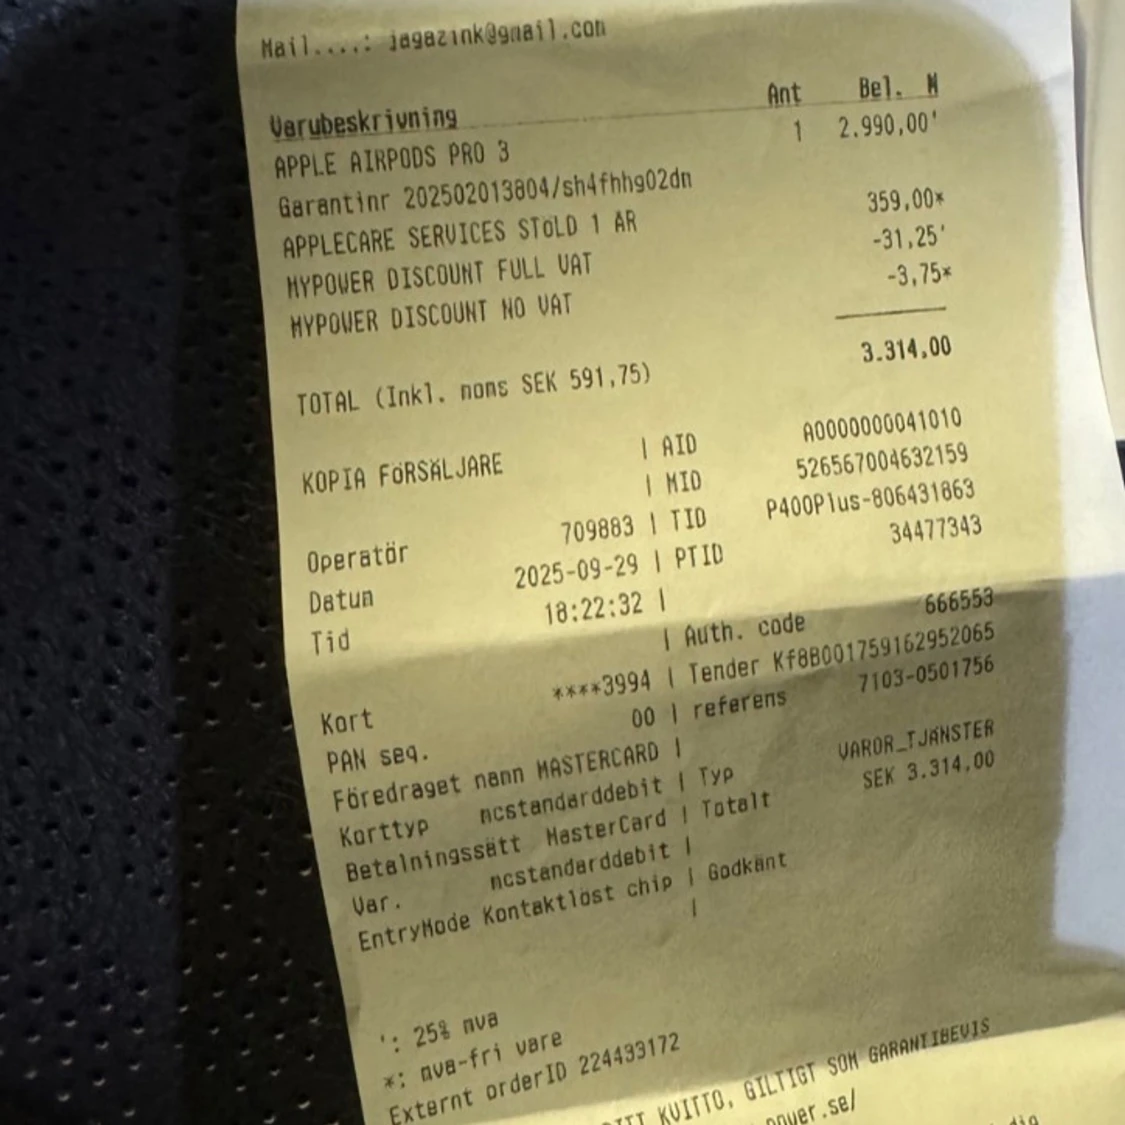 Mail....: jagazink@gmail.com
Varubeskrivning Ant Bel. M
APPLE AIRPODS PRO 3 1 2.990,00'
Garantinr 202502013804/sh4fhhg02dn
APPLECARE SERVICES STÖLD 1 ÅR 359,00*
MYPOWER DISCOUNT FULL VAT -31,25'
MYPOWER DISCOUNT NO VAT -3,75*
TOTAL (Inkl. moms SEK 591,75) 3.314,00
KOPIA FÖRSÄLJARE | AID A0000000041010
| MID 526567004632159
Operatör 709883 | TID P400Plus-806431863
Datum 2025-09-29 | PTID 34477343
Tid 18:22:32 |
| Auth. code 666553
Kort ****3994 | Tender Kf8B001759162952065
PAN seq. 00 | referens 7103-0501756
Föredraget namn MASTERCARD |
Korttyp mcstandarddebit | Typ VAROR_TJÄNSTER
Betalningssätt MasterCard | Totalt SEK 3.314,00
Var. mcstandarddebit |
EntryMode Kontaktlöst chip | Godkänt
|
': 25% mva
*: mva-fri vare
Externt orderID 224433172
KVITTO, GILTIGT SOM GARANTIBEVIS